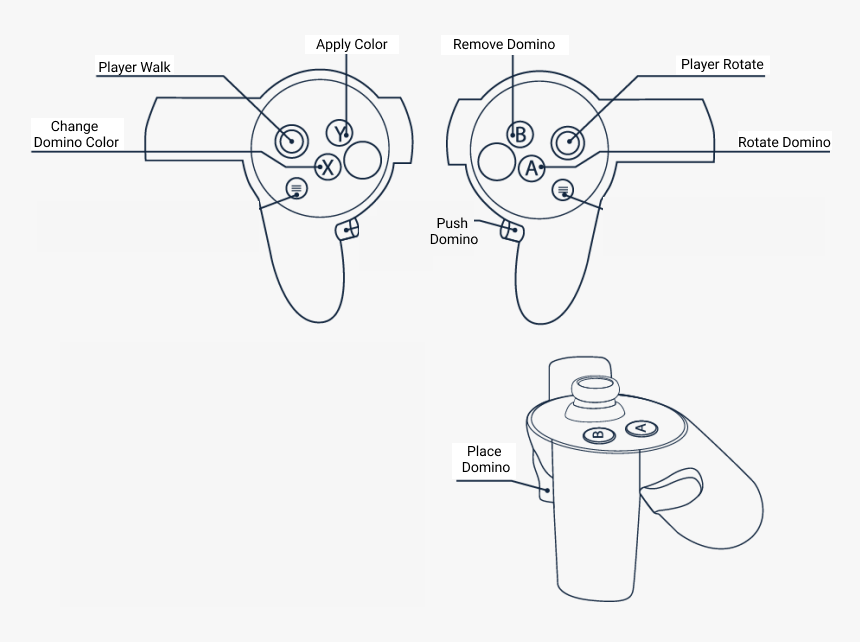 Apply Color
Remove Domino
Player Walk
Player Rotate
Change
Domino Color
Y
B
Rotate Domino
X
A
Push
Domino
B
A
Place
Domino